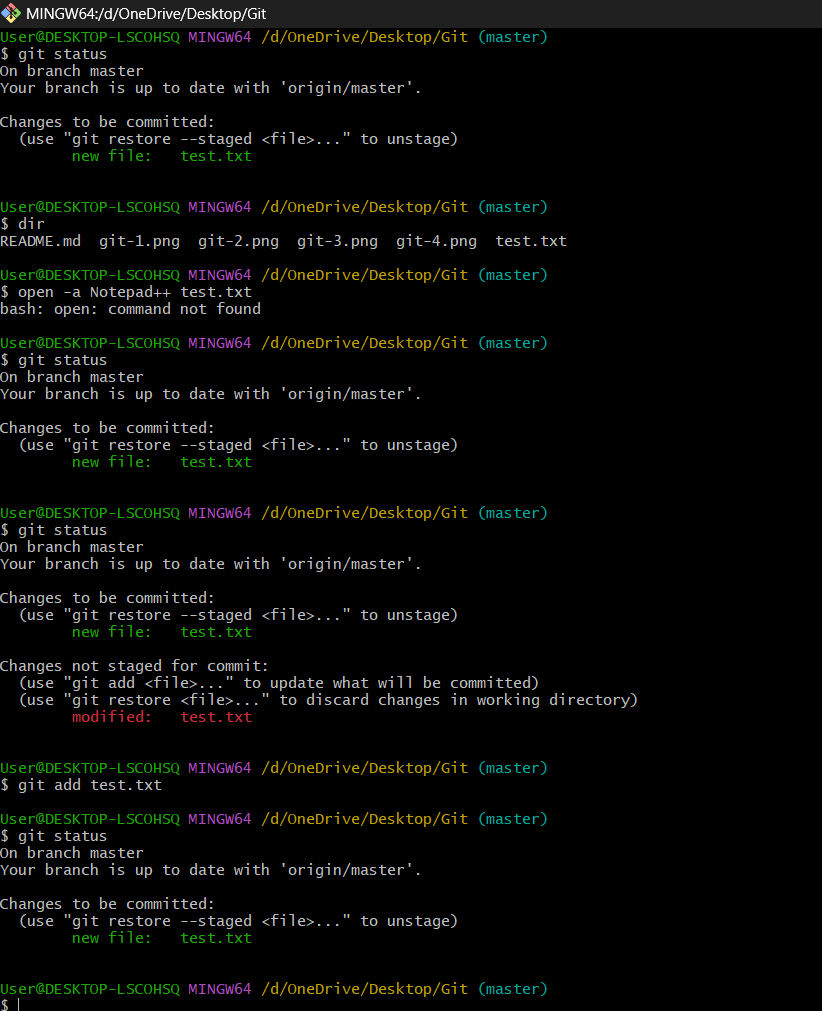 MINGW64:/d/OneDrive/Desktop/Git
User@DESKTOP-LSCOHSQ MINGW64 /d/OneDrive/Desktop/Git (master)
$ git status
On branch master
Your branch is up to date with 'origin/master'.
Changes to be committed:
  (use "git restore --staged <file>..." to unstage)
        new file:   test.txt
User@DESKTOP-LSCOHSQ MINGW64 /d/OneDrive/Desktop/Git (master)
$ dir
README.md  git-1.png  git-2.png  git-3.png  git-4.png  test.txt
User@DESKTOP-LSCOHSQ MINGW64 /d/OneDrive/Desktop/Git (master)
$ open -a Notepad++ test.txt
bash: open: command not found
User@DESKTOP-LSCOHSQ MINGW64 /d/OneDrive/Desktop/Git (master)
$ git status
On branch master
Your branch is up to date with 'origin/master'.
Changes to be committed:
  (use "git restore --staged <file>..." to unstage)
        new file:   test.txt
User@DESKTOP-LSCOHSQ MINGW64 /d/OneDrive/Desktop/Git (master)
$ git status
On branch master
Your branch is up to date with 'origin/master'.
Changes to be committed:
  (use "git restore --staged <file>..." to unstage)
        new file:   test.txt
Changes not staged for commit:
  (use "git add <file>..." to update what will be committed)
  (use "git restore <file>..." to discard changes in working directory)
        modified:   test.txt
User@DESKTOP-LSCOHSQ MINGW64 /d/OneDrive/Desktop/Git (master)
$ git add test.txt
User@DESKTOP-LSCOHSQ MINGW64 /d/OneDrive/Desktop/Git (master)
$ git status
On branch master
Your branch is up to date with 'origin/master'.
Changes to be committed:
  (use "git restore --staged <file>..." to unstage)
        new file:   test.txt
User@DESKTOP-LSCOHSQ MINGW64 /d/OneDrive/Desktop/Git (master)
$